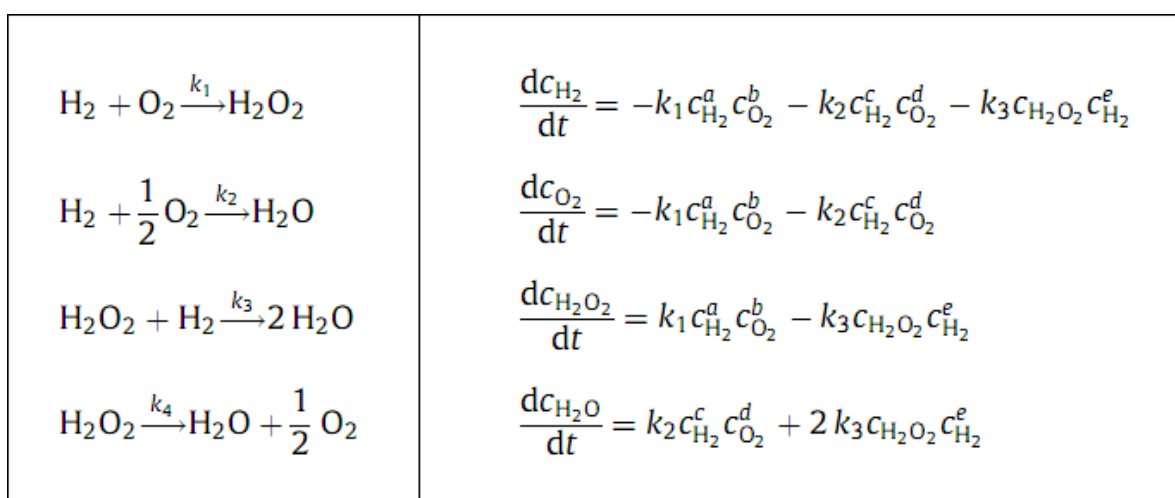 H₂ + O₂ —k₁→ H₂O₂
dc_{H₂}/dt = −k₁c^a_{H₂}c^b_{O₂} − k₂c^c_{H₂}c^d_{O₂} − k₃c_{H₂O₂}c^e_{H₂}
H₂ + 1/2 O₂ —k₂→ H₂O
dc_{O₂}/dt = −k₁c^a_{H₂}c^b_{O₂} − k₂c^c_{H₂}c^d_{O₂}
H₂O₂ + H₂ —k₃→ 2 H₂O
dc_{H₂O₂}/dt = k₁c^a_{H₂}c^b_{O₂} − k₃c_{H₂O₂}c^e_{H₂}
H₂O₂ —k₄→ H₂O + 1/2 O₂
dc_{H₂O}/dt = k₂c^c_{H₂}c^d_{O₂} + 2 k₃c_{H₂O₂}c^e_{H₂}